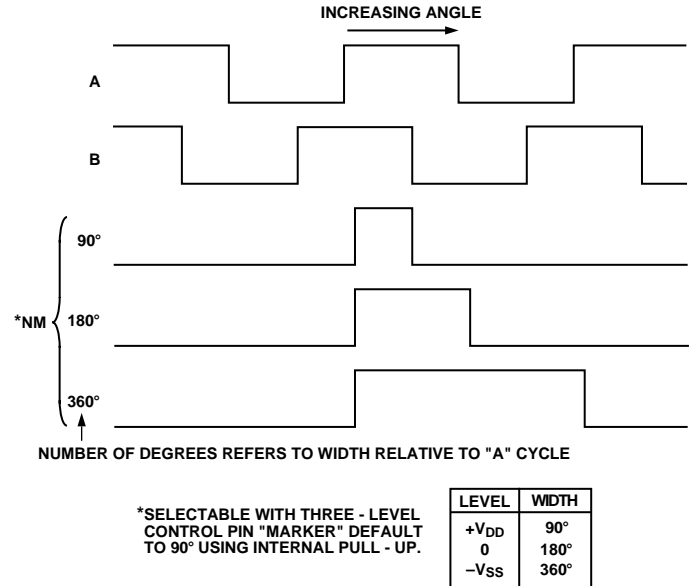 INCREASING ANGLE
A
B
90°
*NM
180°
360°
NUMBER OF DEGREES REFERS TO WIDTH RELATIVE TO "A" CYCLE
*SELECTABLE WITH THREE - LEVEL
CONTROL PIN "MARKER" DEFAULT
TO 90° USING INTERNAL PULL - UP.
LEVEL WIDTH
+VDD 90°
0 180°
–VSS 360°